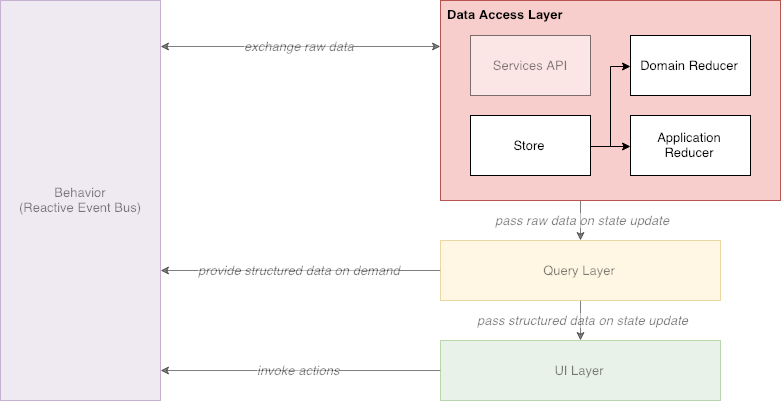 Data Access Layer
exchange raw data
Services API
Domain Reducer
Store
Application
Reducer
Behavior
(Reactive Event Bus)
pass raw data on state update
provide structured data on demand
Query Layer
pass structured data on state update
invoke actions
UI Layer